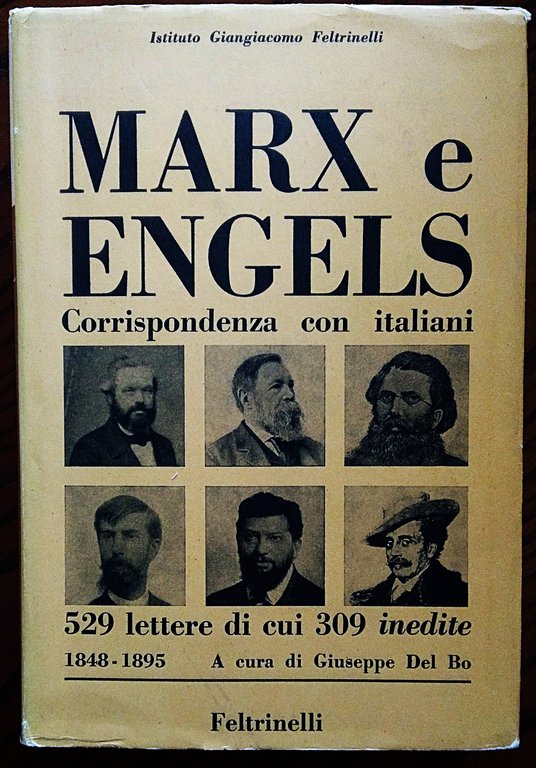 Istituto Giangiacomo Feltrinelli
MARX e
ENGELS
Corrispondenza con italiani
529 lettere di cui 309 inedite
1848-1895 A cura di Giuseppe Del Bo
Feltrinelli